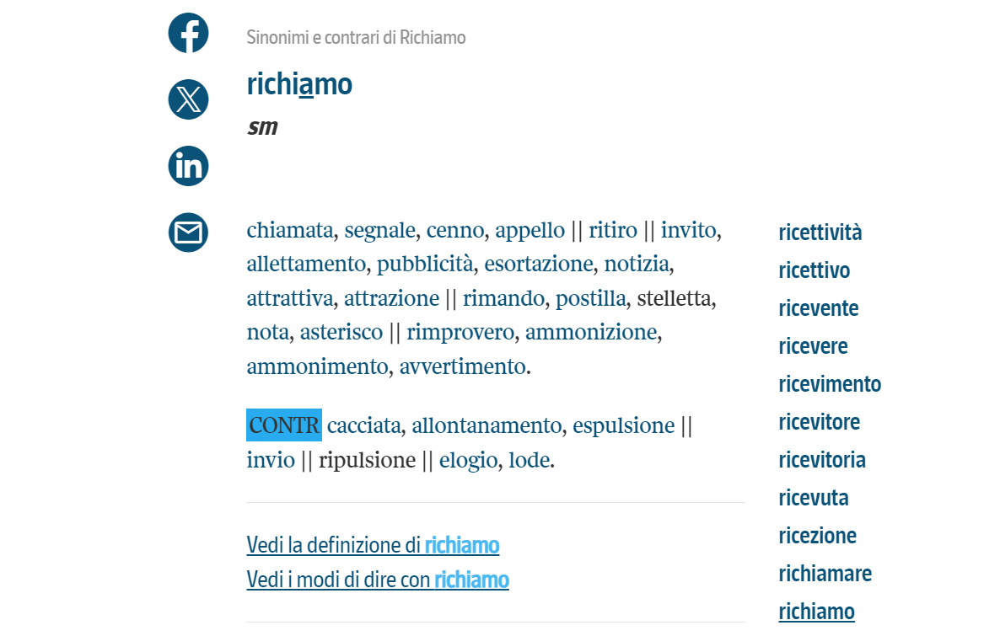 Sinonimi e contrari di Richiamo
richiamo
sm
chiamata, segnale, cenno, appello || ritiro || invito,
allettamento, pubblicità, esortazione, notizia,
attrattiva, attrazione || rimando, postilla, stelletta,
nota, asterisco || rimprovero, ammonizione,
ammonimento, avvertimento.
CONTR cacciata, allontanamento, espulsione ||
invio || ripulsione || elogio, lode.
Vedi la definizione di richiamo
Vedi i modi di dire con richiamo
ricettività
ricettivo
ricevente
ricevere
ricevimento
ricevitore
ricevitoria
ricevuta
ricezione
richiamare
richiamo